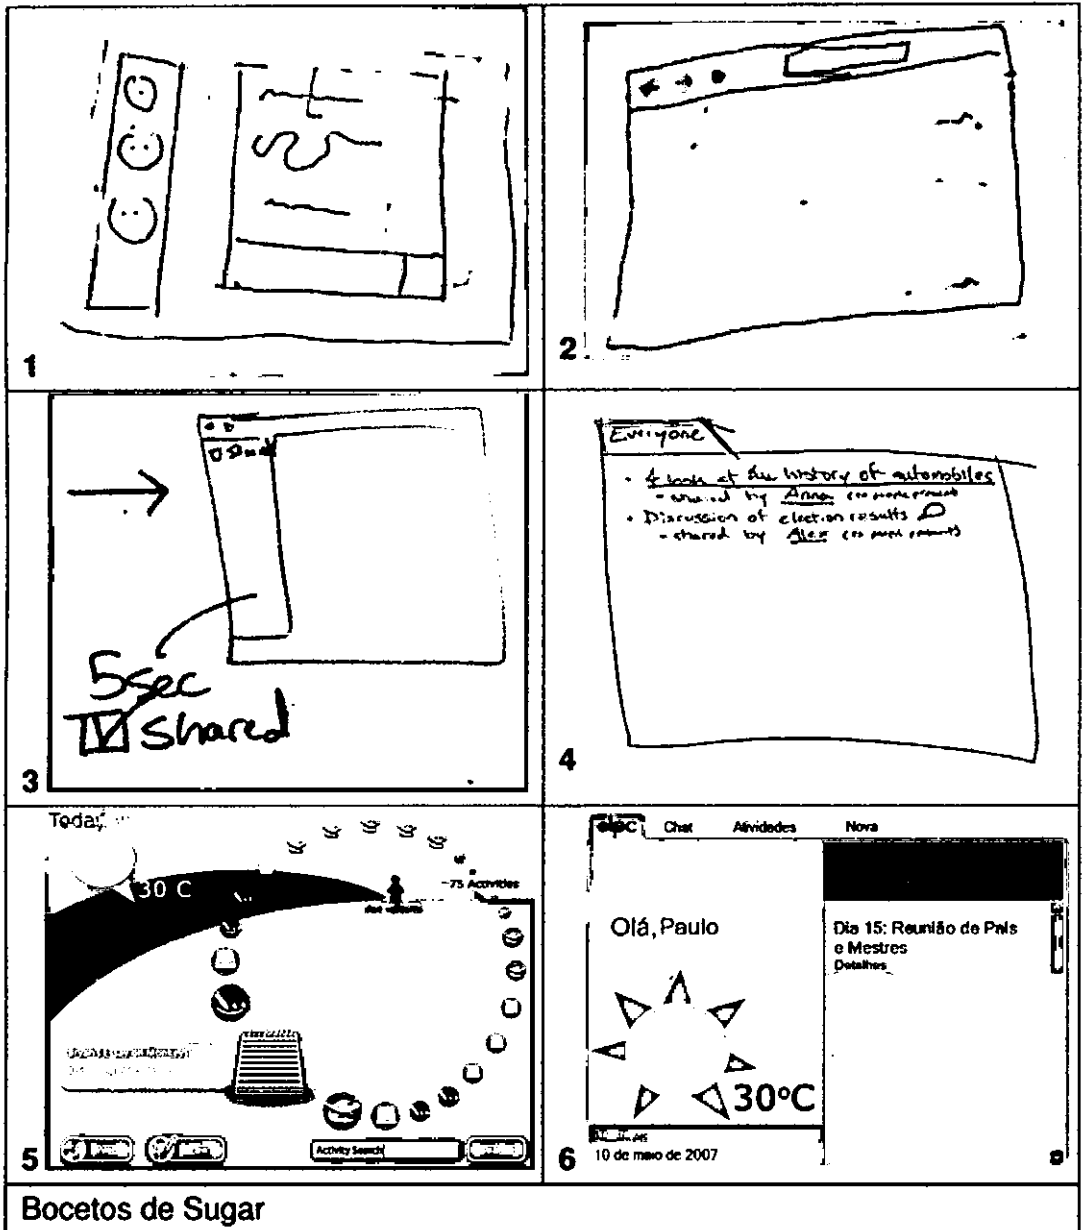 1
2
3
5sec
shared
4
Everyone
A look at the history of automobiles
- shared by Anna
Discussion of election results
- shared by Alex
5
Today
30 C
~75 Activities
Activity Search
6
Chat
Atividades
Nova
Olá, Paulo
Dia 15: Reunião de Pais
e Mestres
Detalhes
30ºC
10 de maio de 2007
Bocetos de Sugar